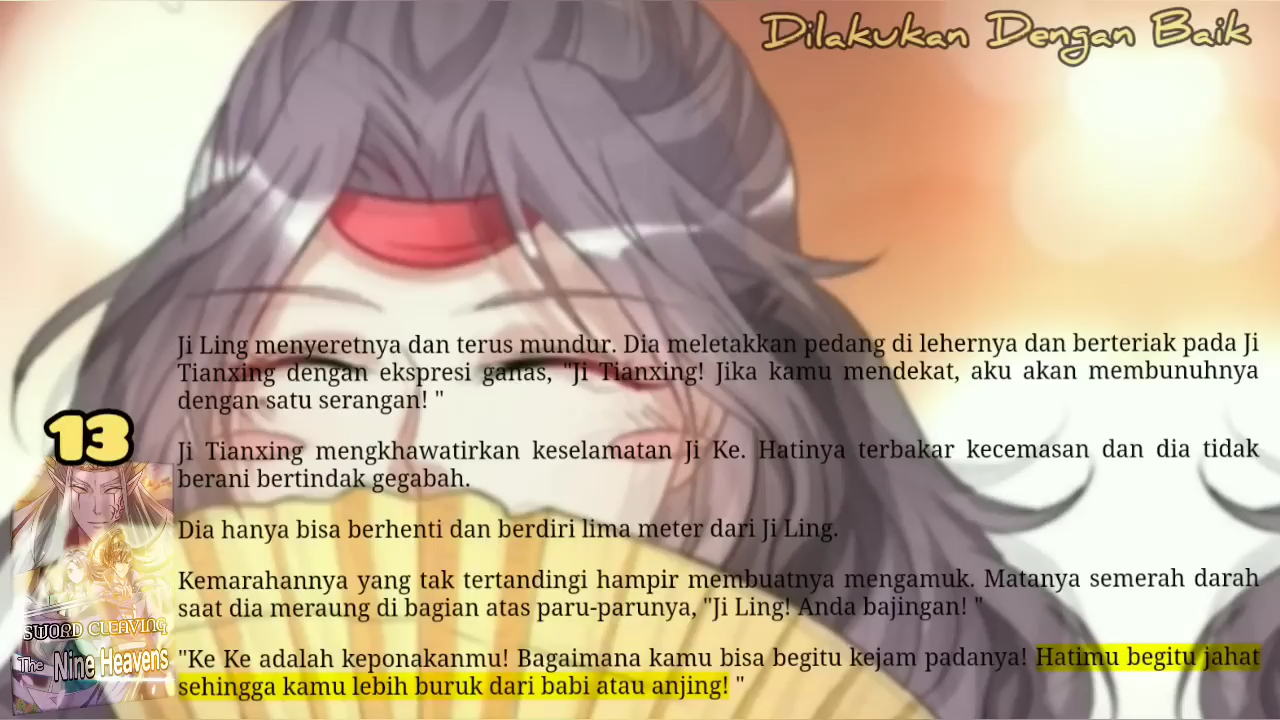 Dilakukan Dengan Baik
Ji Ling menyeretnya dan terus mundur. Dia meletakkan pedang di lehernya dan berteriak pada Ji
Tianxing dengan ekspresi ganas, "Ji Tianxing! Jika kamu mendekat, aku akan membunuhnya
dengan satu serangan! "
13
Ji Tianxing mengkhawatirkan keselamatan Ji Ke. Hatinya terbakar kecemasan dan dia tidak
berani bertindak gegabah.
Dia hanya bisa berhenti dan berdiri lima meter dari Ji Ling.
Kemarahannya yang tak tertandingi hampir membuatnya mengamuk. Matanya semerah darah
saat dia meraung di bagian atas paru-parunya, "Ji Ling! Anda bajingan! "
SWORD CLEAVING
The Nine Heavens
"Ke Ke adalah keponakanmu! Bagaimana kamu bisa begitu kejam padanya! Hatimu begitu jahat
sehingga kamu lebih buruk dari babi atau anjing! "